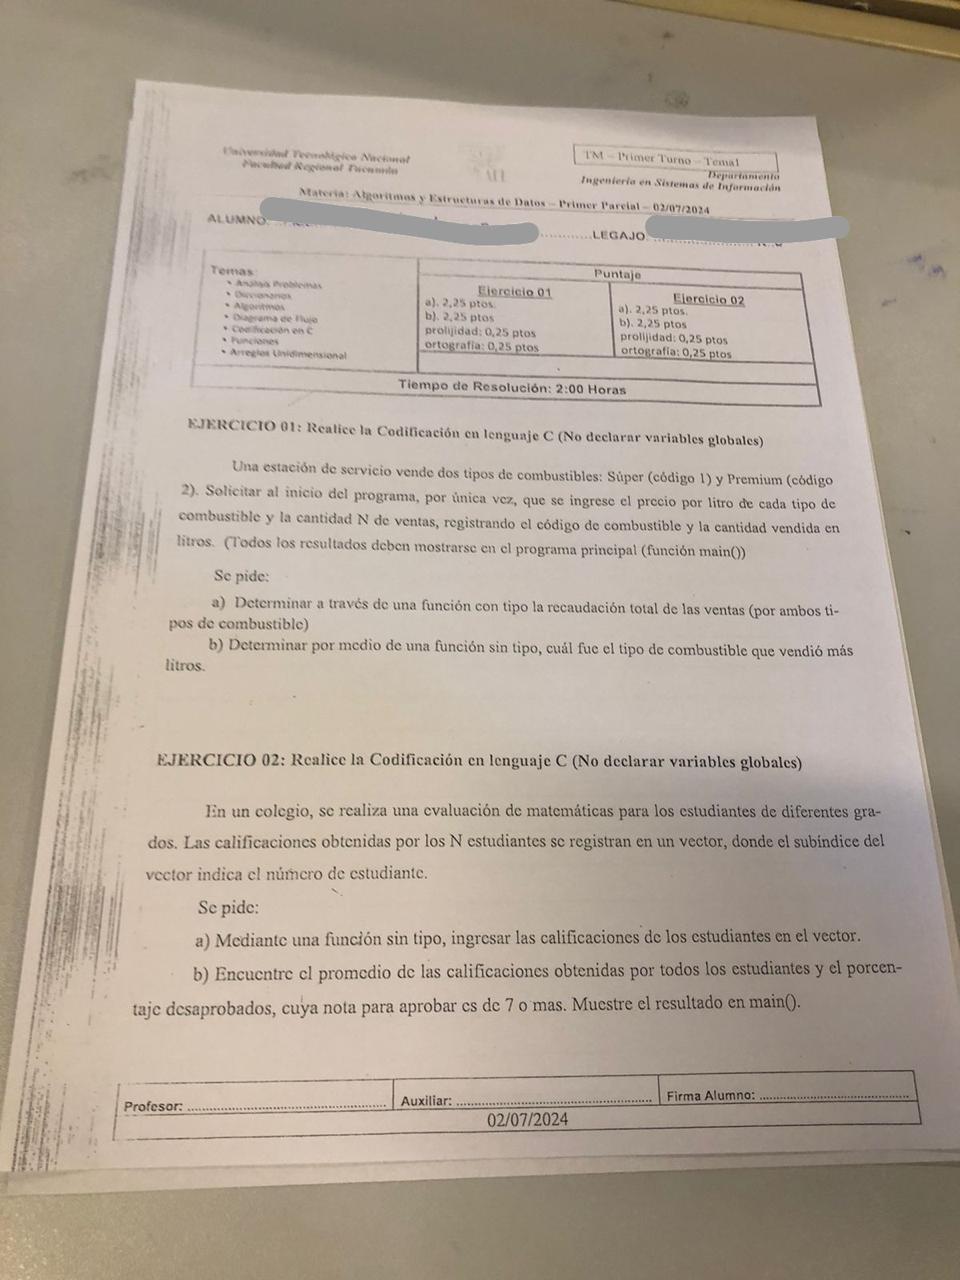 Universidad Tecnológica Nacional
Facultad Regional Tucumán
TM – Primer Turno – Tema1
Departamento
Ingeniería en Sistemas de Información
Materia: Algoritmos y Estructuras de Datos – Primer Parcial – 02/07/2024
ALUMNO: ............LEGAJO
Temas
Puntaje
• Análisis Problemas
• Diccionarios
• Algoritmos
• Diagrama de Flujo
• Codificación en C
• Funciones
• Arreglos Unidimensional
Ejercicio 01
a). 2,25 ptos.
b). 2,25 ptos
prolijidad: 0,25 ptos
ortografía: 0,25 ptos
Ejercicio 02
a). 2,25 ptos.
b). 2,25 ptos
prolijidad: 0,25 ptos
ortografía: 0,25 ptos
Tiempo de Resolución: 2:00 Horas
EJERCICIO 01: Realice la Codificación en lenguaje C (No declarar variables globales)
Una estación de servicio vende dos tipos de combustibles: Súper (código 1) y Premium (código
2). Solicitar al inicio del programa, por única vez, que se ingrese el precio por litro de cada tipo de
combustible y la cantidad N de ventas, registrando el código de combustible y la cantidad vendida en
litros. (Todos los resultados deben mostrarse en el programa principal (función main())
Se pide:
a) Determinar a través de una función con tipo la recaudación total de las ventas (por ambos ti-
pos de combustible)
b) Determinar por medio de una función sin tipo, cuál fue el tipo de combustible que vendió más
litros.
EJERCICIO 02: Realice la Codificación en lenguaje C (No declarar variables globales)
En un colegio, se realiza una evaluación de matemáticas para los estudiantes de diferentes gra-
dos. Las calificaciones obtenidas por los N estudiantes se registran en un vector, donde el subíndice del
vector indica el número de estudiante.
Se pide:
a) Mediante una función sin tipo, ingresar las calificaciones de los estudiantes en el vector.
b) Encuentre el promedio de las calificaciones obtenidas por todos los estudiantes y el porcen-
taje desaprobados, cuya nota para aprobar es de 7 o mas. Muestre el resultado en main().
Profesor: ........................................
Auxiliar: ........................................
Firma Alumno: ..............................
02/07/2024